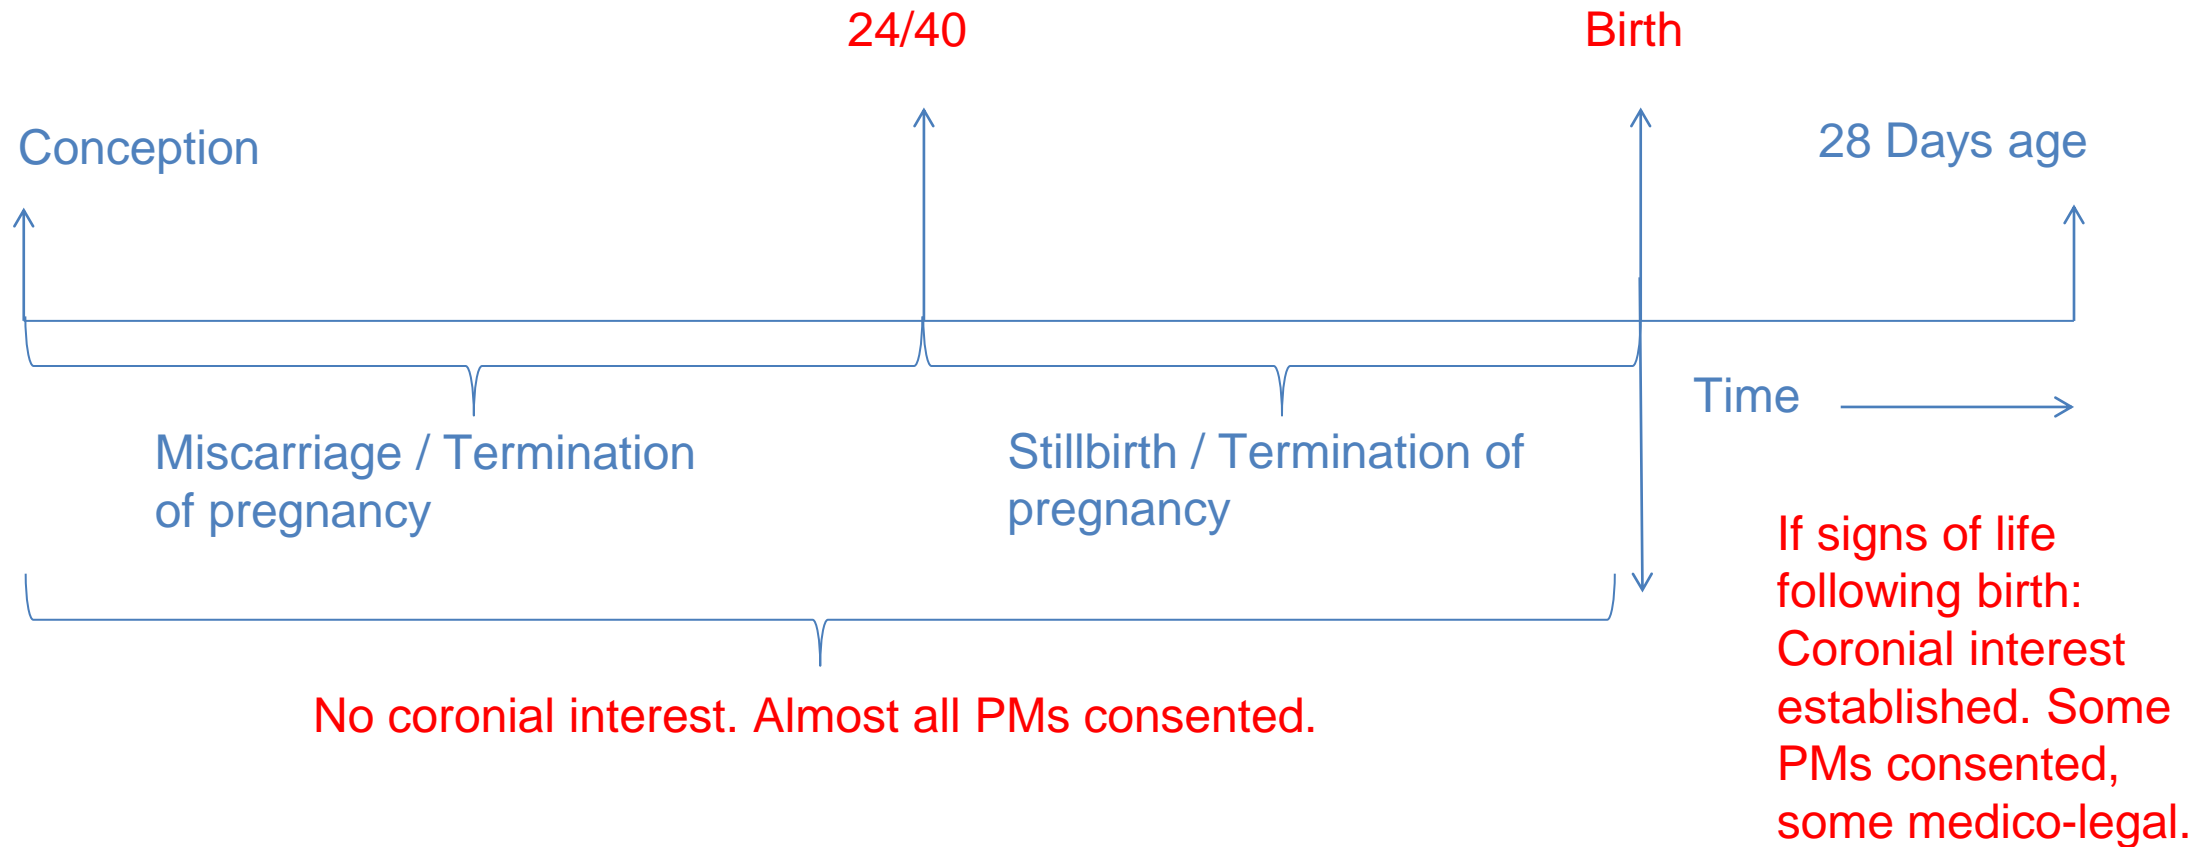 24/40
Birth
Conception
28 Days age
Time
Miscarriage / Termination
of pregnancy
Stillbirth / Termination of
pregnancy
If signs of life
following birth:
Coronial interest
established. Some
PMs consented,
some medico-legal.
No coronial interest. Almost all PMs consented.